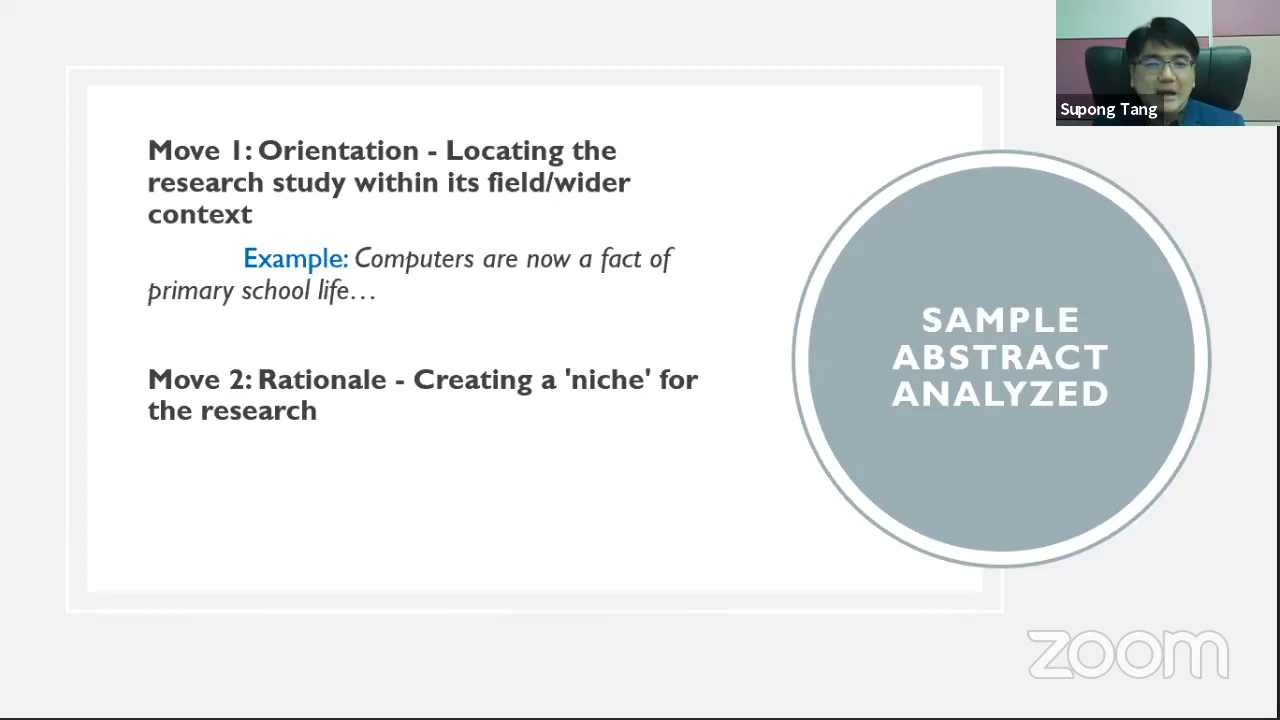 Supong Tang
Move 1: Orientation - Locating the
research study within its field/wider
context
Example: Computers are now a fact of
primary school life…
Move 2: Rationale - Creating a 'niche' for
the research
SAMPLE
ABSTRACT
ANALYZED
zoom